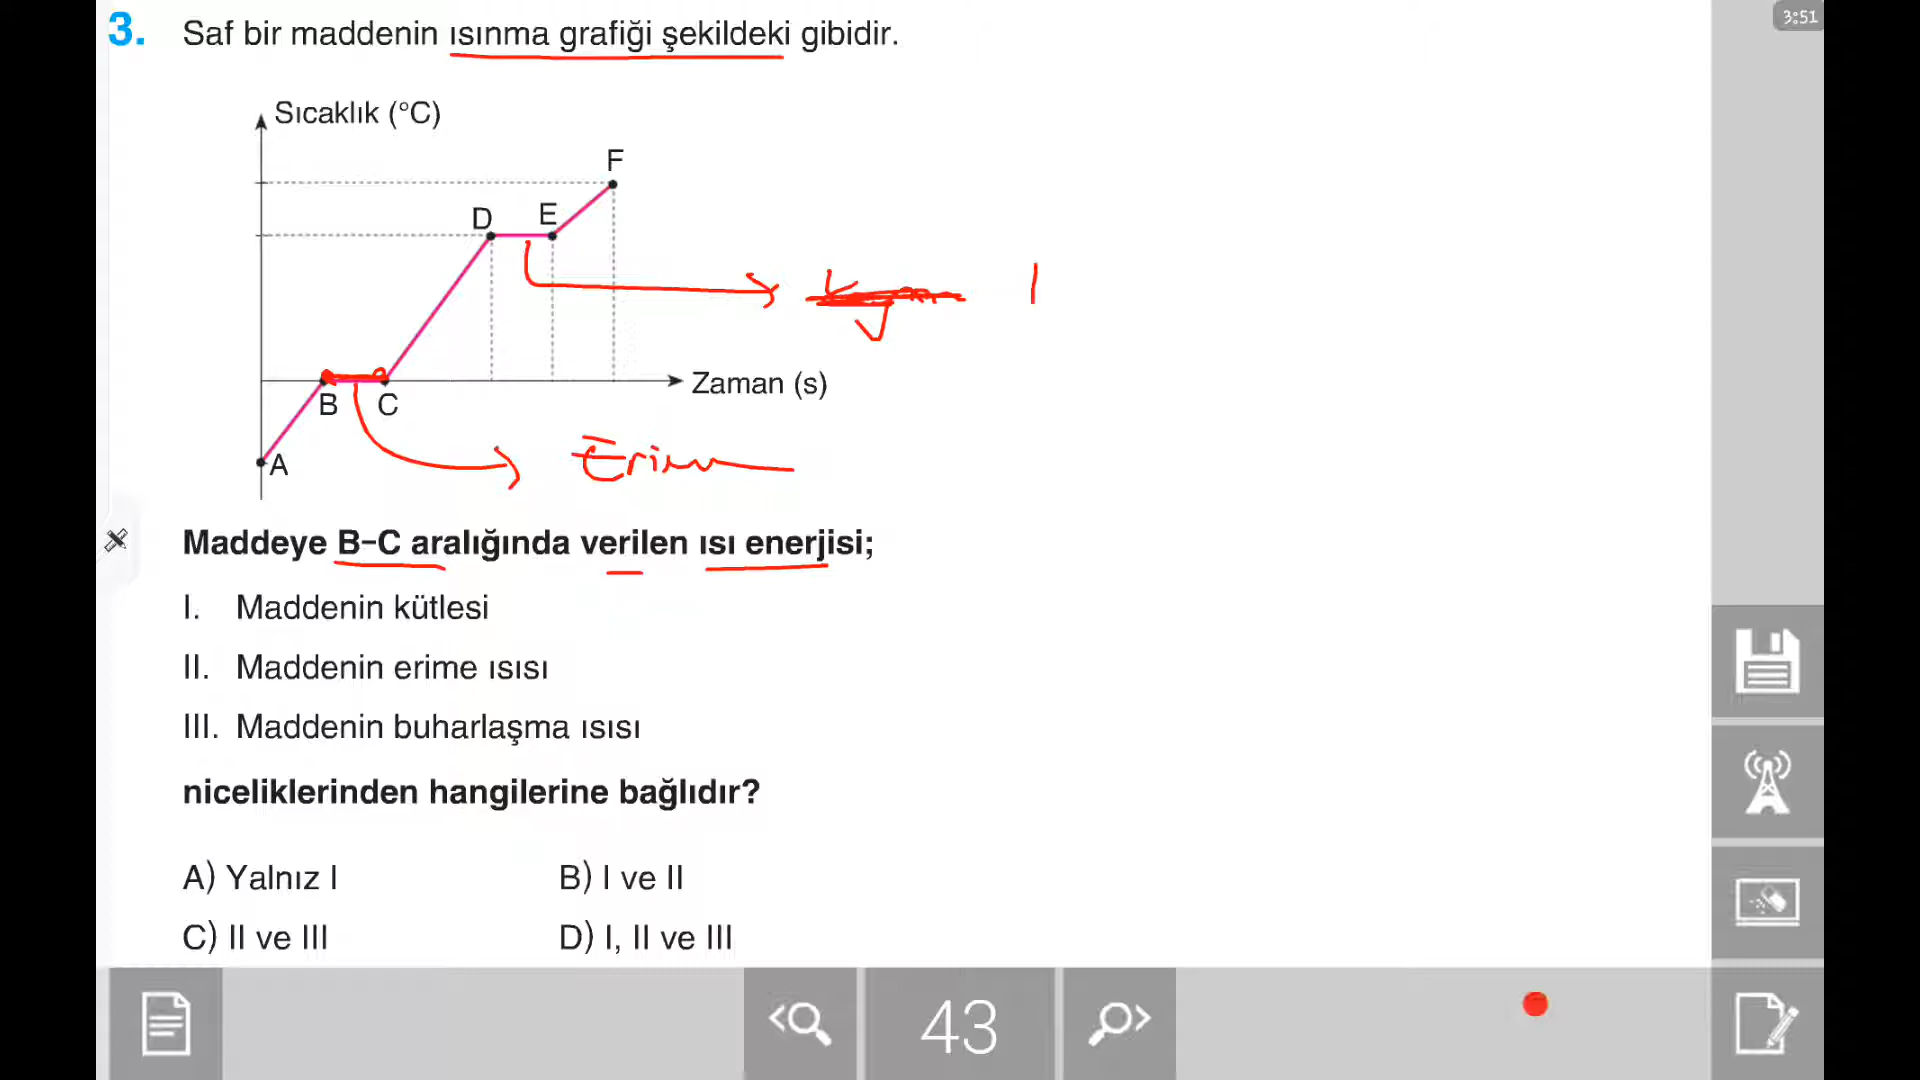 3:51
3. Saf bir maddenin ısınma grafiği şekildeki gibidir.
Sıcaklık (°C)
F
D E
Zaman (s)
B C
A
Erime
Maddeye B-C aralığında verilen ısı enerjisi;
I. Maddenin kütlesi
II. Maddenin erime ısısı
III. Maddenin buharlaşma ısısı
niceliklerinden hangilerine bağlıdır?
A) Yalnız I B) I ve II
C) II ve III D) I, II ve III
43